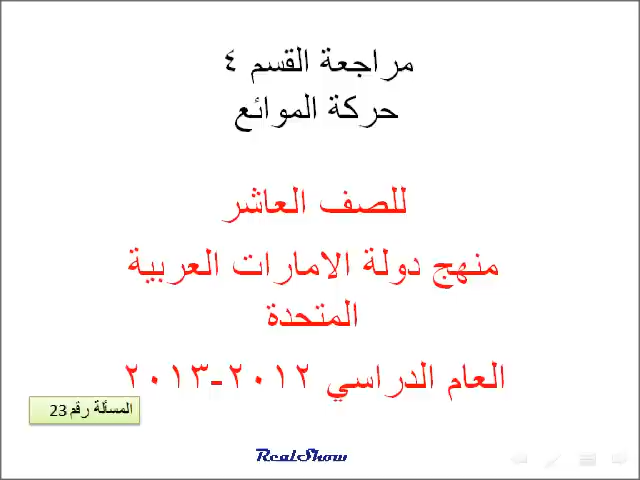 مراجعة القسم ٤
حركة الموائع
للصف العاشر
منهج دولة الامارات العربية
المتحدة
العام الدراسي ٢٠١٢-٢٠١٣
المسألة رقم 23
RealShow